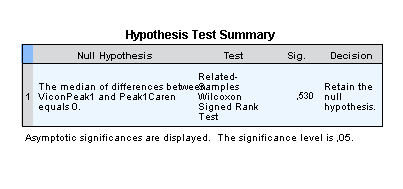 Hypothesis Test Summary
Null Hypothesis Test Sig. Decision
1 The median of differences between ViconPeak1 and Peak1Caren equals 0. Related-Samples Wilcoxon Signed Rank Test ,530 Retain the null hypothesis.
Asymptotic significances are displayed. The significance level is ,05.